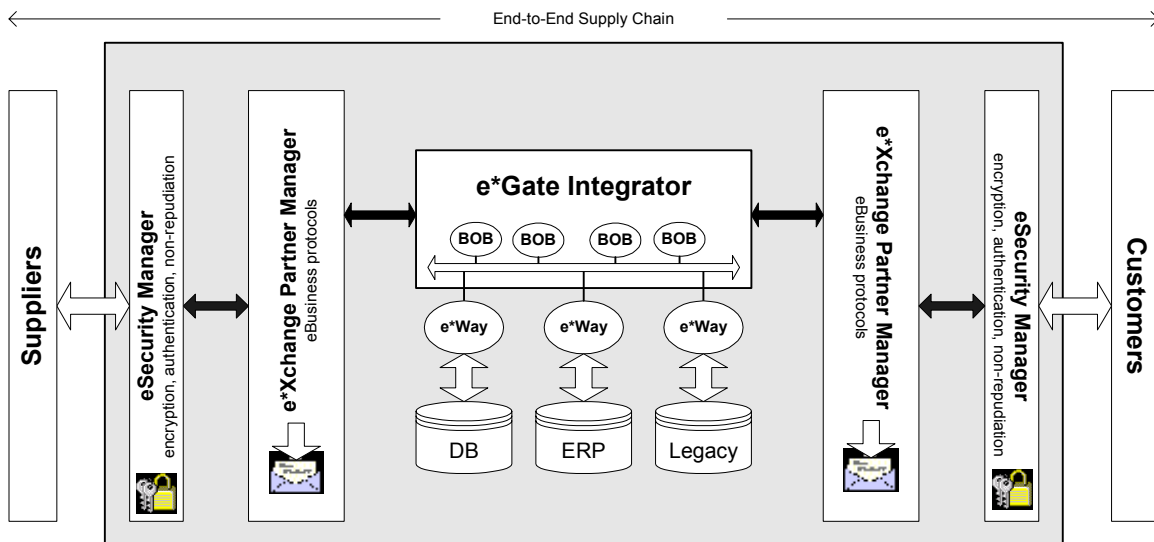 End-to-End Supply Chain
Suppliers
eSecurity Manager
encryption, authentication, non-repudiation
e*Xchange Partner Manager
eBusiness protocols
e*Gate Integrator
BOB
BOB
BOB
BOB
e*Way
e*Way
e*Way
DB
ERP
Legacy
e*Xchange Partner Manager
eBusiness protocols
eSecurity Manager
encryption, authentication, non-repudiation
Customers